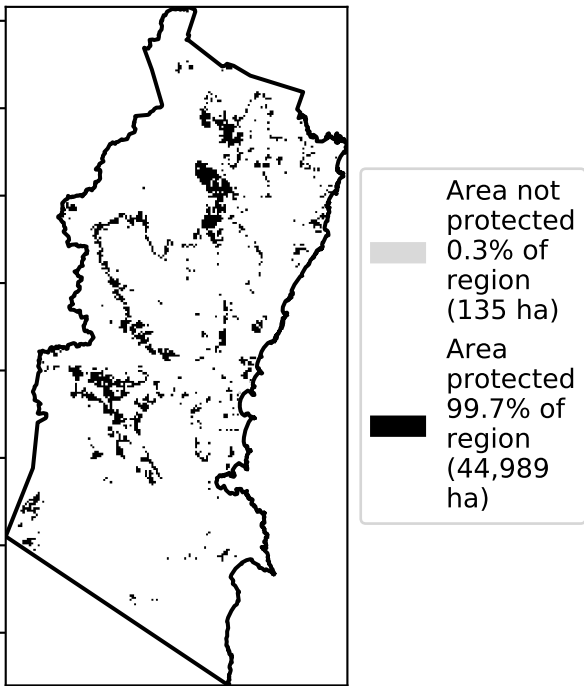 Area not
protected
0.3% of
region
(135 ha)
Area
protected
99.7% of
region
(44,989
ha)